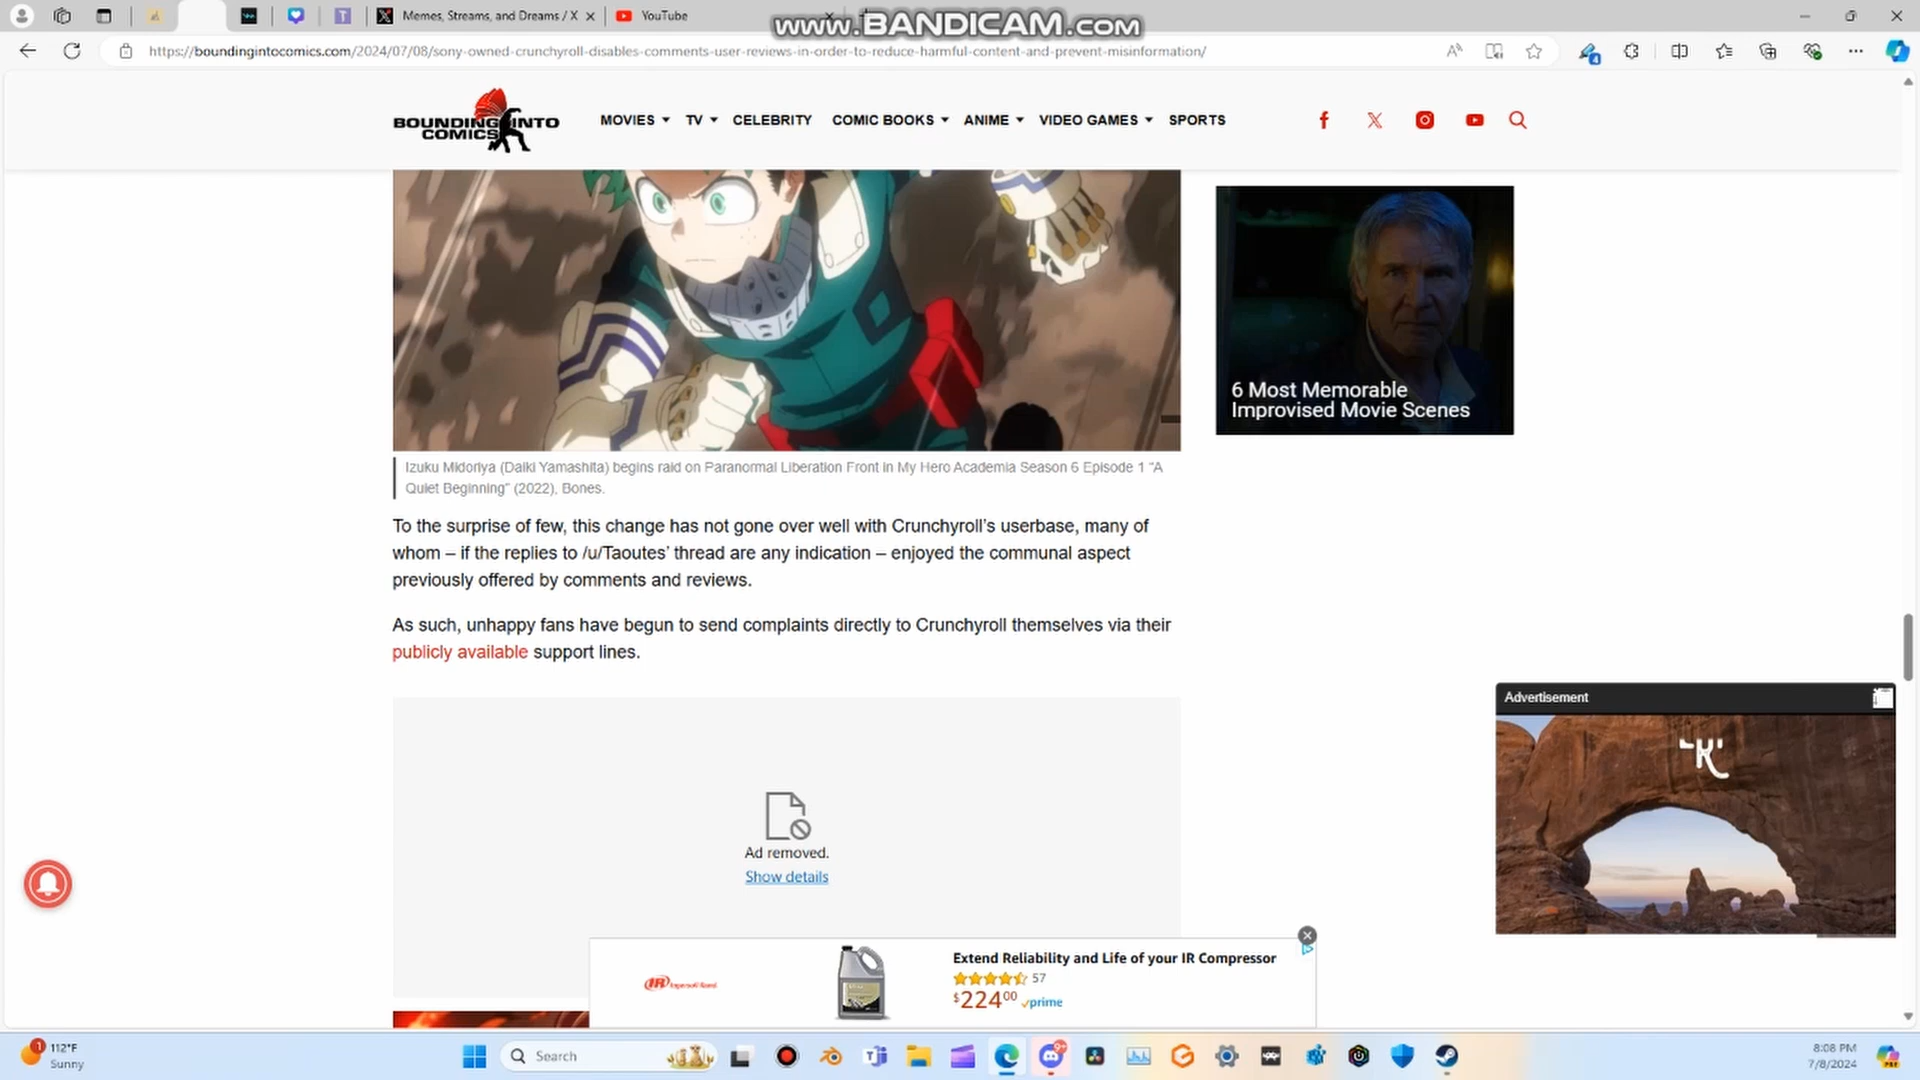 Memes, Streams, and Dreams / X
YouTube
www.BANDICAM.com
https://boundingintocomics.com/2024/07/08/sony-owned-crunchyroll-disables-comments-user-reviews-in-order-to-reduce-harmful-content-and-prevent-misinformation/
BOUNDING INTO
COMICS
MOVIES
TV
CELEBRITY
COMIC BOOKS
ANIME
VIDEO GAMES
SPORTS
6 Most Memorable
Improvised Movie Scenes
Izuku Midoriya (Daiki Yamashita) begins raid on Paranormal Liberation Front in My Hero Academia Season 6 Episode 1 “A
Quiet Beginning” (2022), Bones.
To the surprise of few, this change has not gone over well with Crunchyroll’s userbase, many of
whom – if the replies to /u/Taoutes’ thread are any indication – enjoyed the communal aspect
previously offered by comments and reviews.
As such, unhappy fans have begun to send complaints directly to Crunchyroll themselves via their
publicly available support lines.
Advertisement
Ad removed.
Show details
IR Ingersoll Rand
Extend Reliability and Life of your IR Compressor
57
$22400 prime
112°F
Sunny
Search
8:08 PM
7/8/2024